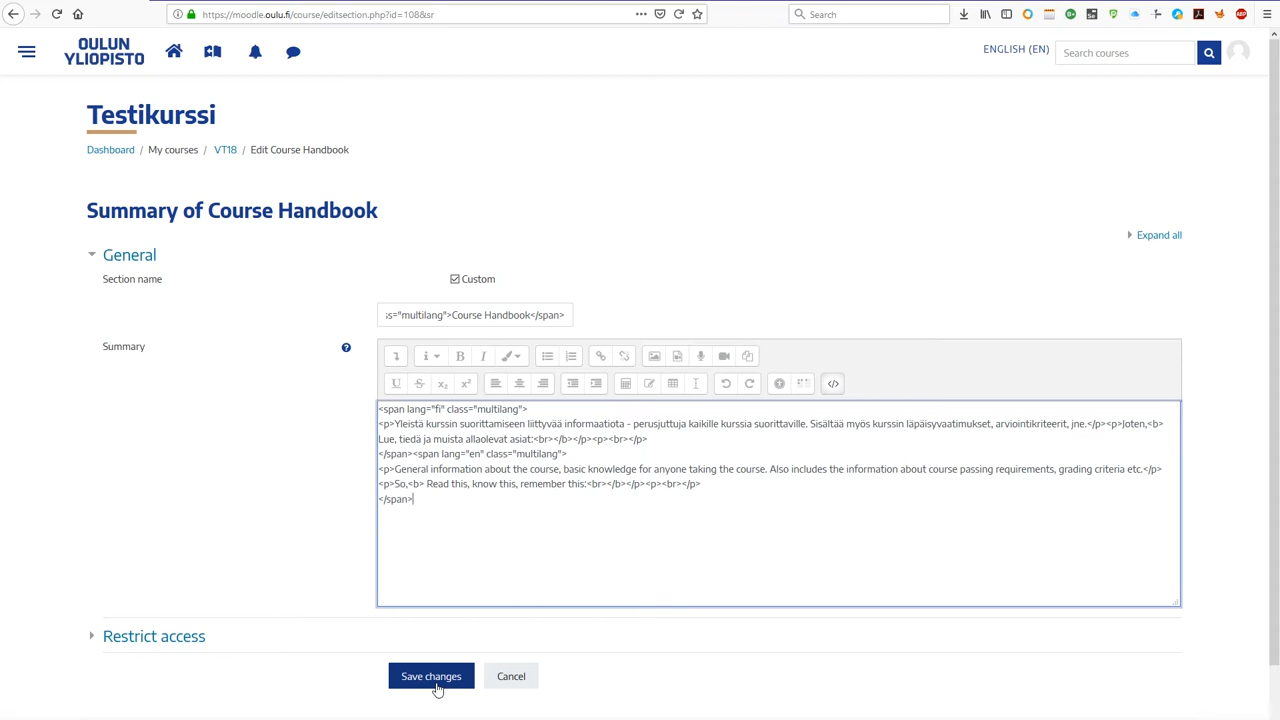 https://moodle.oulu.fi/course/editsection.php?id=108&sr
Search
OULUN
YLIOPISTO
ENGLISH (EN)
Search courses
Testikurssi
Dashboard / My courses / VT18 / Edit Course Handbook
Summary of Course Handbook
Expand all
General
Section name
Custom
s="multilang">Course Handbook</span>
Summary
<span lang="fi" class="multilang">
<p>Yleistä kurssin suorittamiseen liittyvää informaatiota - perusjuttuja kaikille kurssia suorittaville. Sisältää myös kurssin läpäisyvaatimukset, arviointikriteerit, jne.</p><p>Joten,<b>
Lue, tiedä ja muista allaolevat asiat:<br></b></p><p><br></p>
</span><span lang="en" class="multilang">
<p>General information about the course, basic knowledge for anyone taking the course. Also includes the information about course passing requirements, grading criteria etc.</p>
<p>So,<b> Read this, know this, remember this:<br></b></p><p><br></p>
</span>
Restrict access
Save changes
Cancel